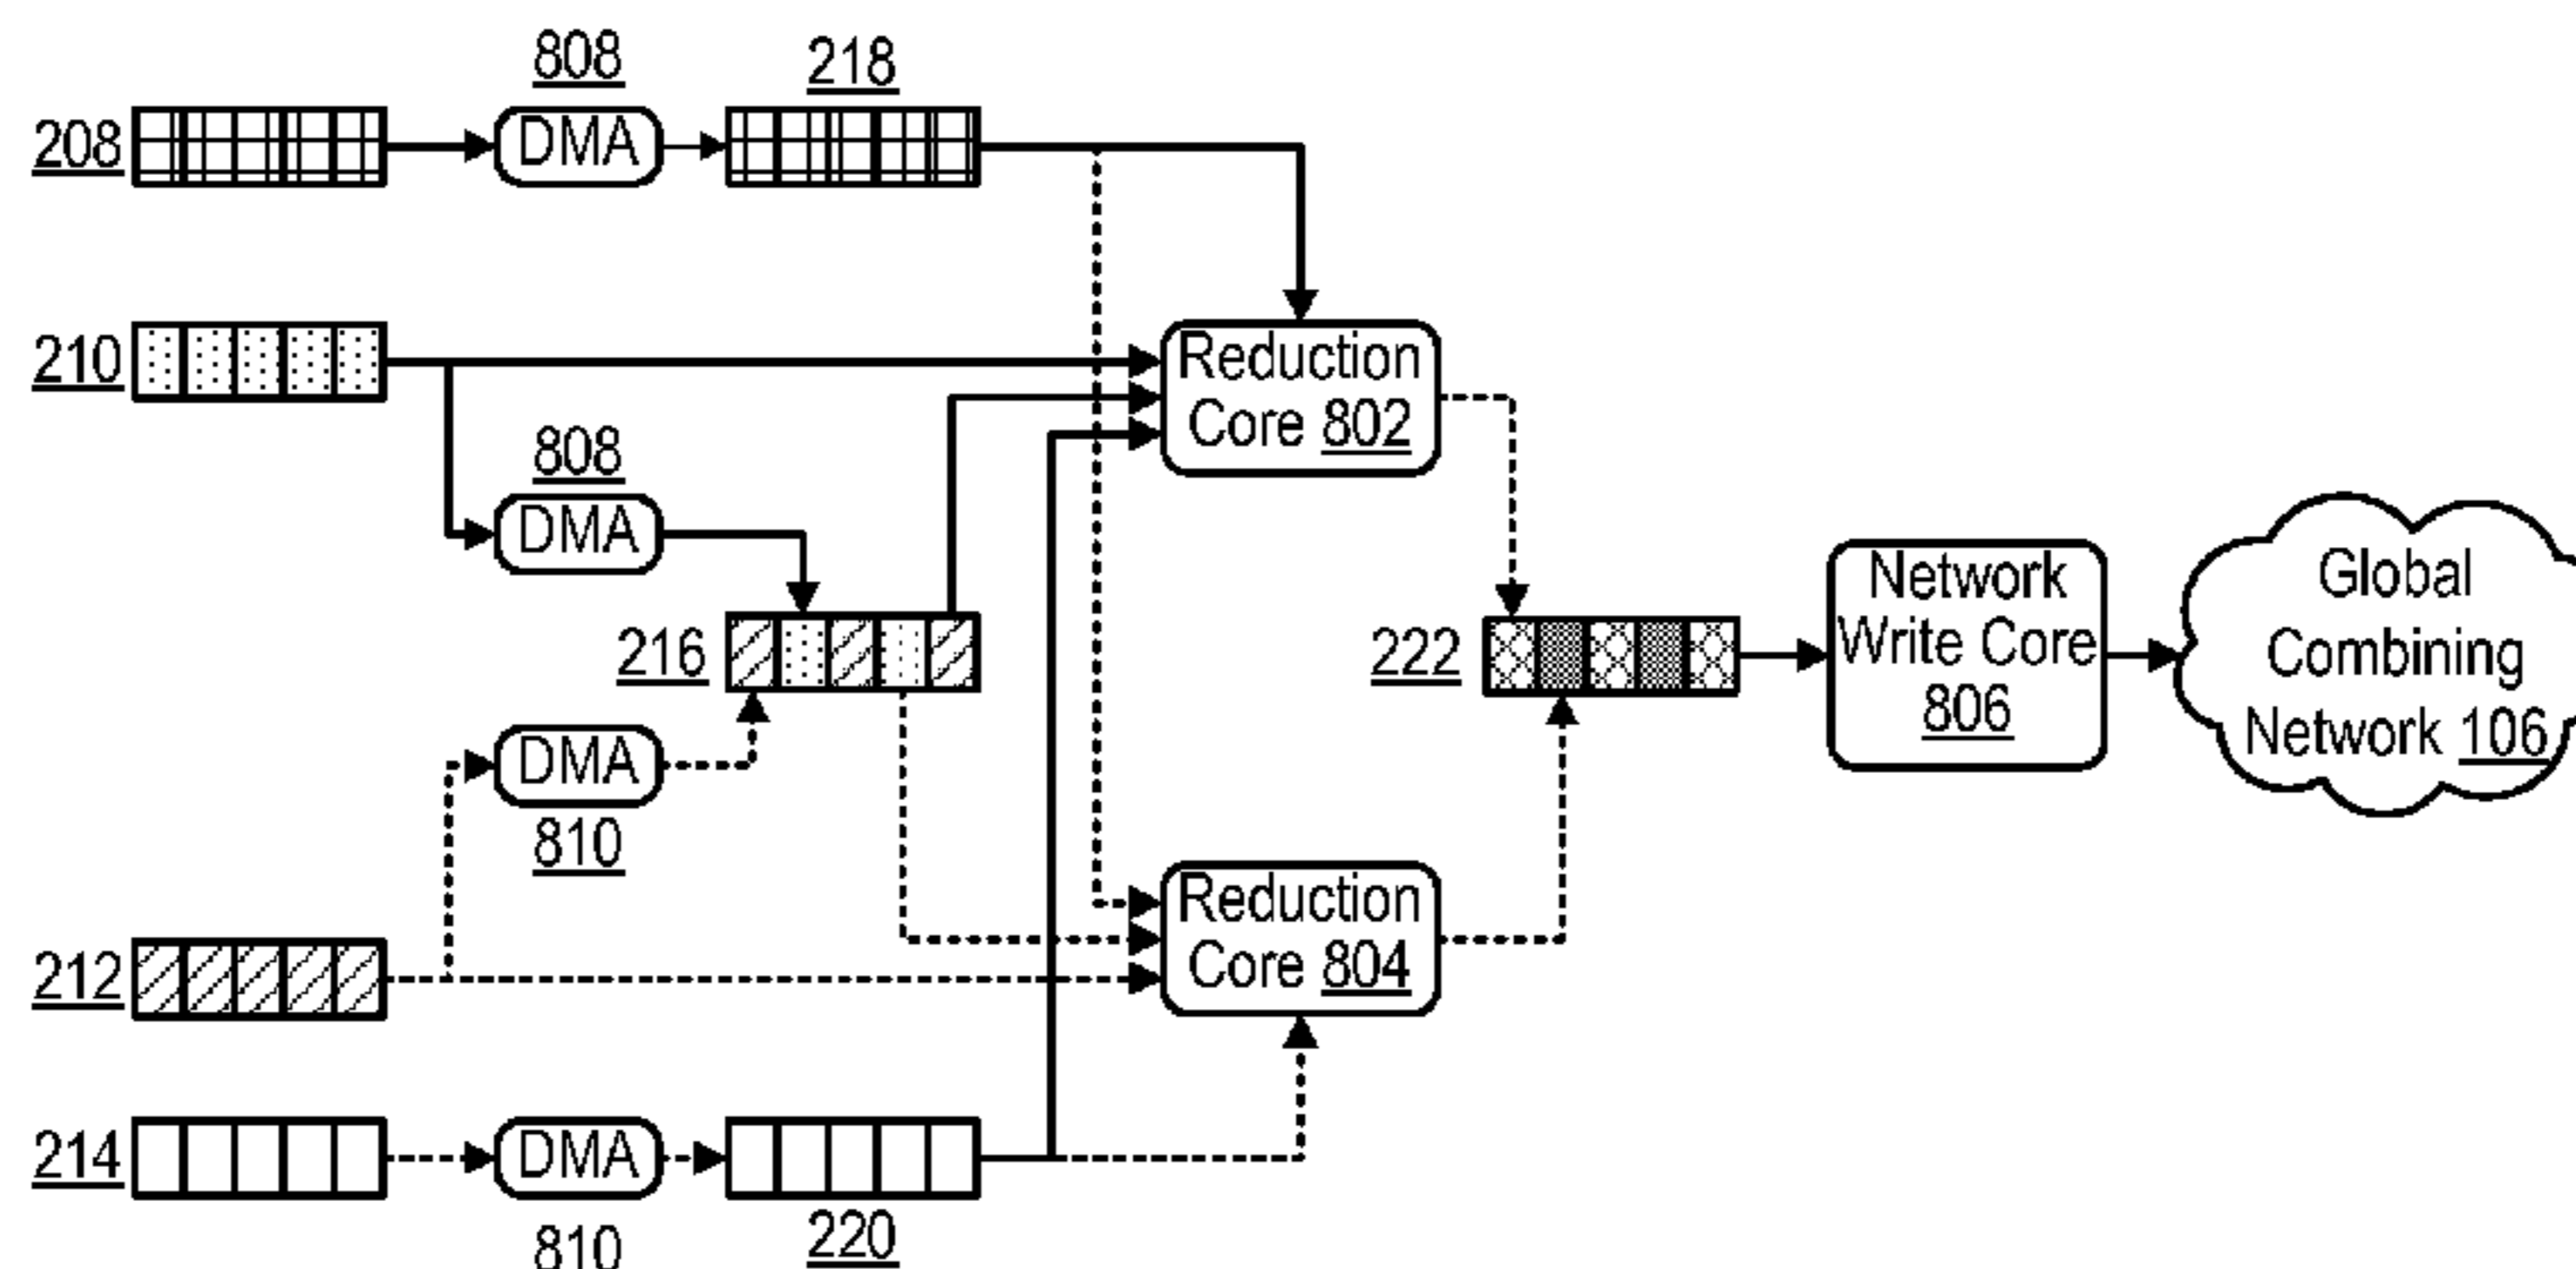 808
218
208
DMA
210
Reduction
Core 802
808
DMA
216
222
Network
Write Core
806
Global
Combining
Network 106
DMA
810
Reduction
Core 804
212
214
DMA
810
220